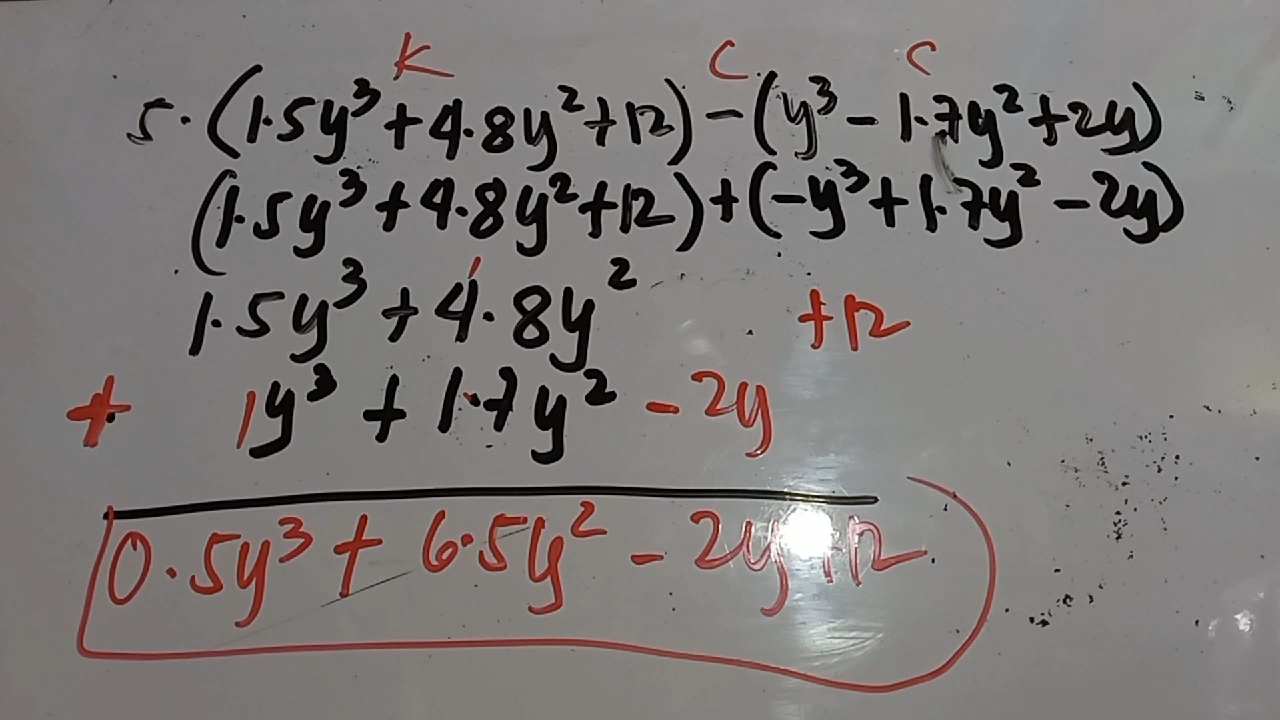 K C C
5. (1.5y³ + 4.8y² + 12) - (y³ - 1.7y² + 2y)
(1.5y³ + 4.8y² + 12) + (-y³ + 1.7y² - 2y)
1.5y³ + 4.8y² + 12
+ 1y³ + 1.7y² - 2y
0.5y³ + 6.5y² - 2y + 12